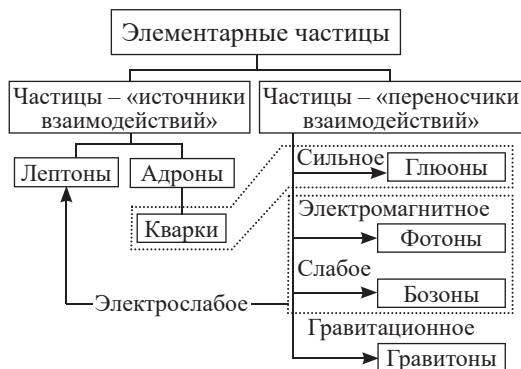 Элементарные частицы
Частицы – «источники
взаимодействий»
Частицы – «переносчики
взаимодействий»
Лептоны
Адроны
Кварки
Сильное
Глюоны
Электромагнитное
Фотоны
Слабое
Бозоны
Электрослабое
Гравитационное
Гравитоны